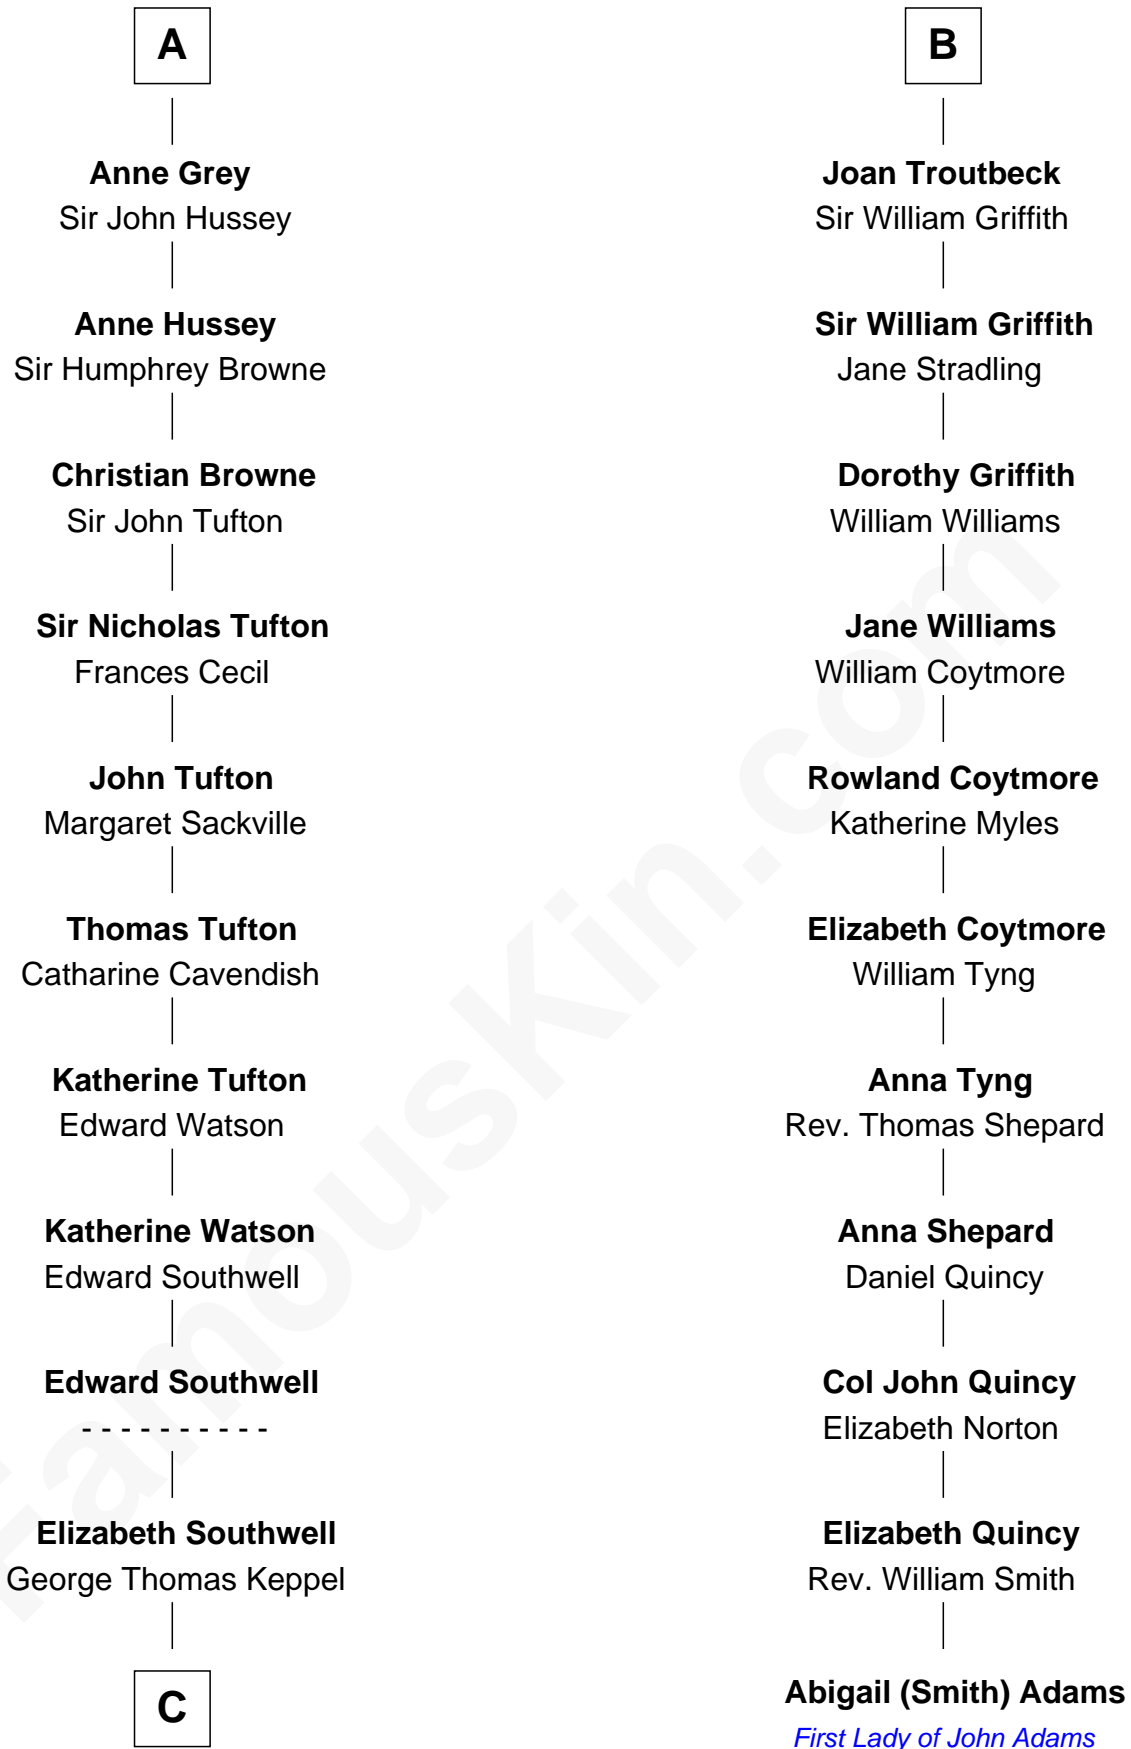 A
Anne Grey
Sir John Hussey
Anne Hussey
Sir Humphrey Browne
Christian Browne
Sir John Tufton
Sir Nicholas Tufton
Frances Cecil
John Tufton
Margaret Sackville
Thomas Tufton
Catharine Cavendish
Katherine Tufton
Edward Watson
Katherine Watson
Edward Southwell
Edward Southwell
- - - - - - - - - -
Elizabeth Southwell
George Thomas Keppel
C
B
Joan Troutbeck
Sir William Griffith
Sir William Griffith
Jane Stradling
Dorothy Griffith
William Williams
Jane Williams
William Coytmore
Rowland Coytmore
Katherine Myles
Elizabeth Coytmore
William Tyng
Anna Tyng
Rev. Thomas Shepard
Anna Shepard
Daniel Quincy
Col John Quincy
Elizabeth Norton
Elizabeth Quincy
Rev. William Smith
Abigail (Smith) Adams
First Lady of John Adams
FamousKin.com